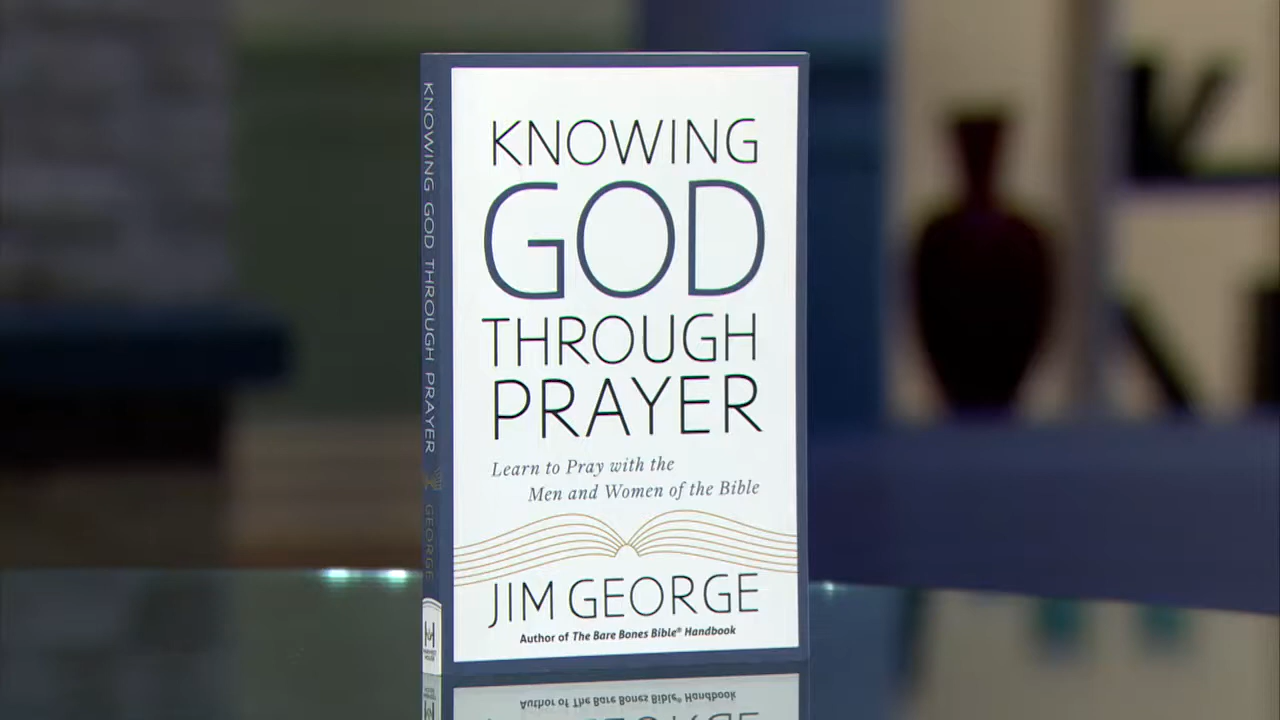 KNOWING GOD THROUGH PRAYER
GEORGE
KNOWING
GOD
THROUGH
PRAYER
Learn to Pray with the
Men and Women of the Bible
JIM GEORGE
Author of The Bare Bones Bible® Handbook